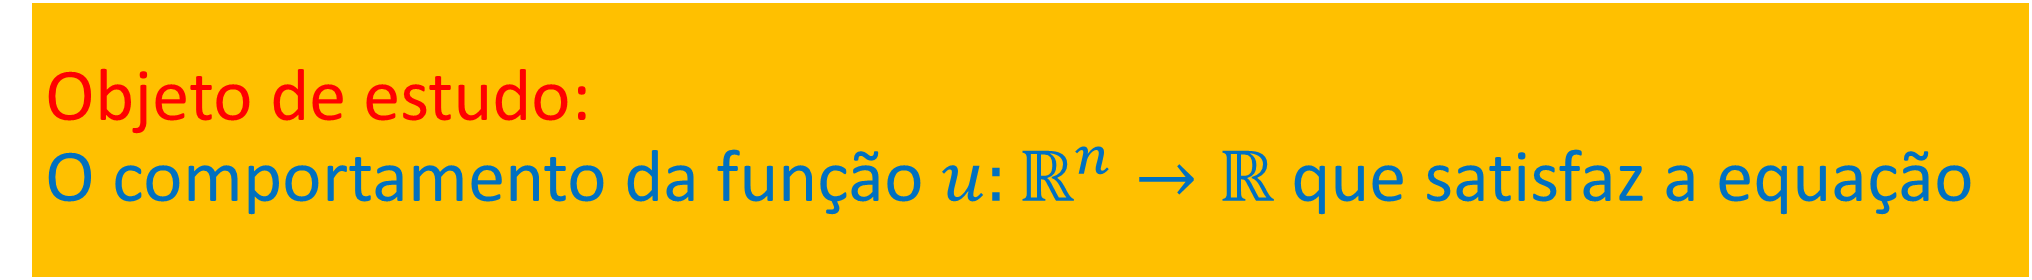 Objeto de estudo:
O comportamento da função 𝑢: ℝⁿ → ℝ que satisfaz a equação